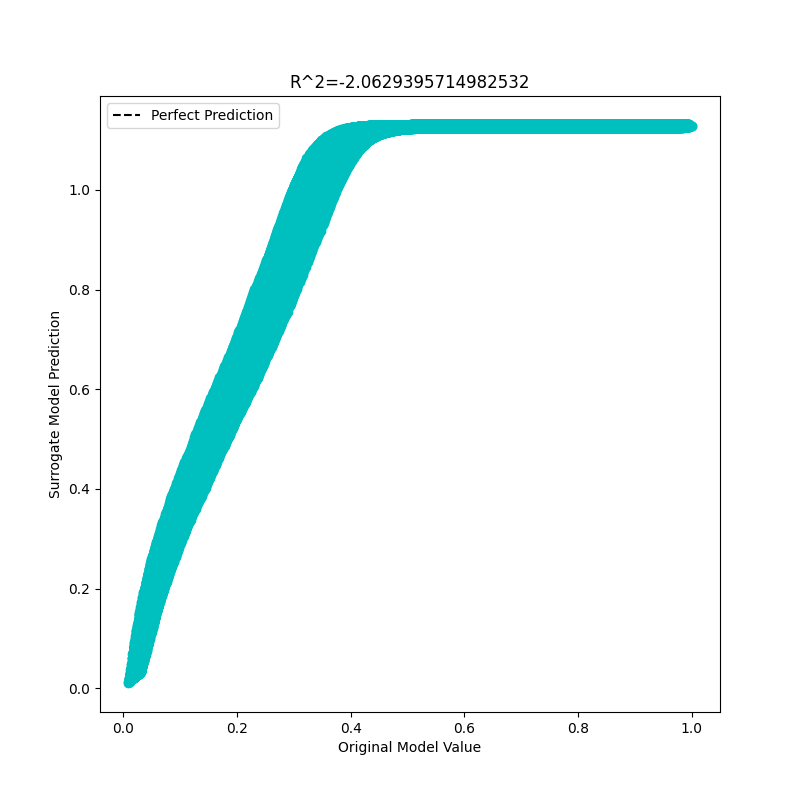 R^2=-2.0629395714982532
Perfect Prediction
Surrogate Model Prediction
1.0
0.8
0.6
0.4
0.2
0.0
0.0 0.2 0.4 0.6 0.8 1.0
Original Model Value